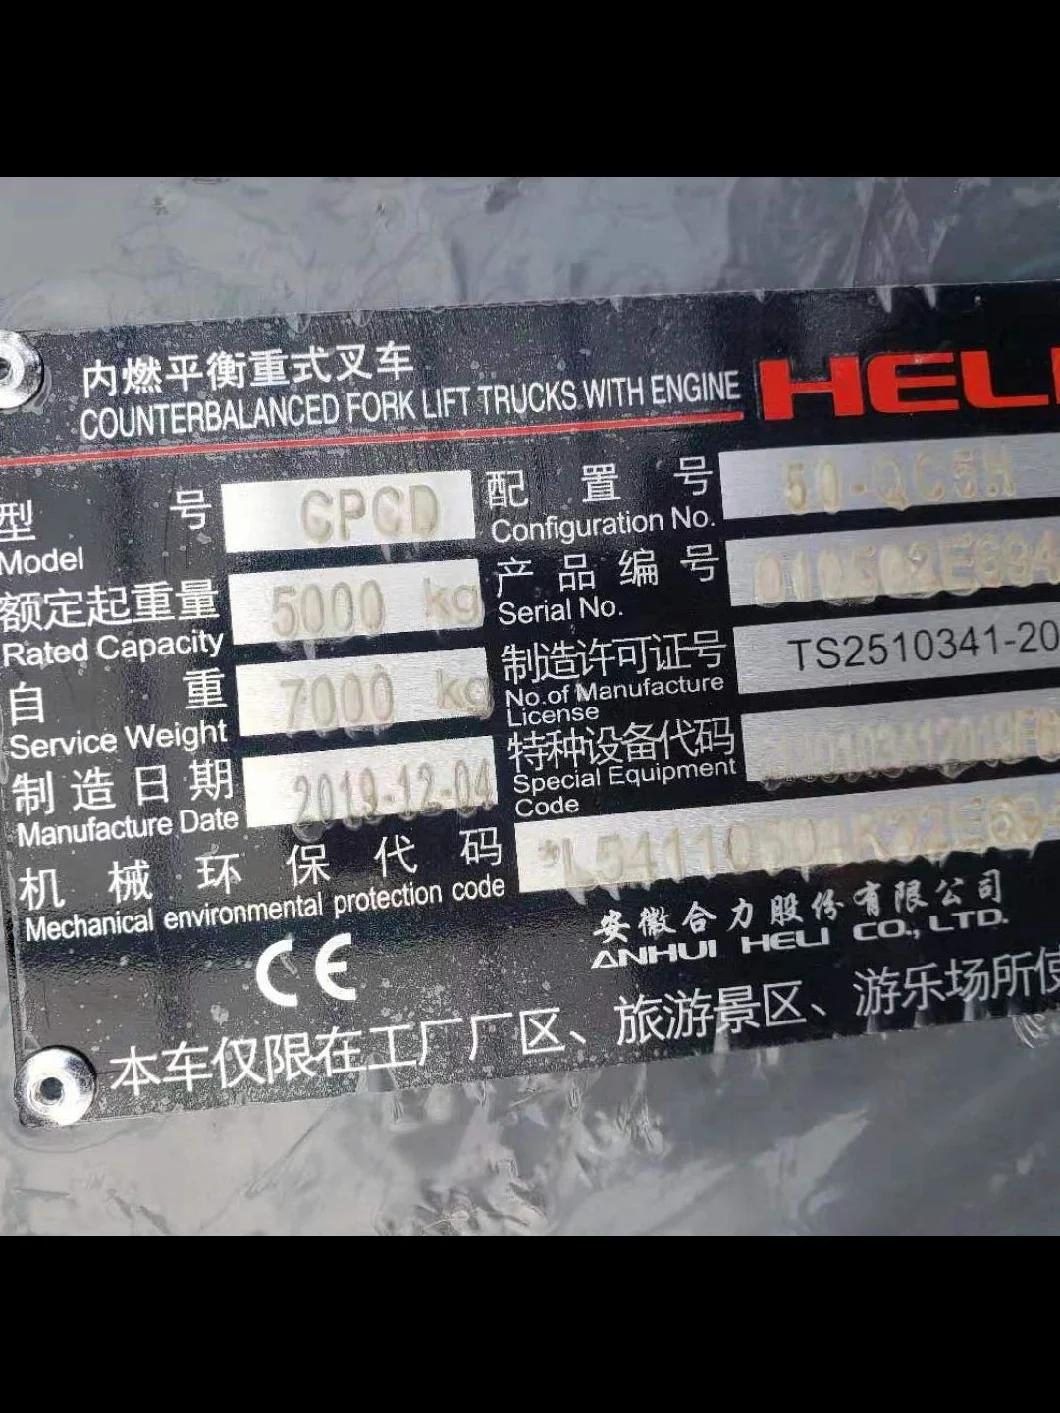 内燃平衡重式叉车
COUNTERBALANCED FORK LIFT TRUCKS WITH ENGINE
HELI
型 号 CPCD
Model
额定起重量 5000 kg
Rated Capacity
自 重 7000 kg
Service Weight
制造日期 2019-12-04
Manufacture Date
配 置 号 50-QC5H
Configuration No.
产品编号
Serial No.
制造许可证号 TS2510341-20
No.of Manufacture
License
特种设备代码
Special Equipment
Code
机 械 环 保 代 码
Mechanical environmental protection code
CE
安徽合力股份有限公司
ANHUI HELI CO., LTD.
本车仅限在工厂厂区、旅游景区、游乐场所使